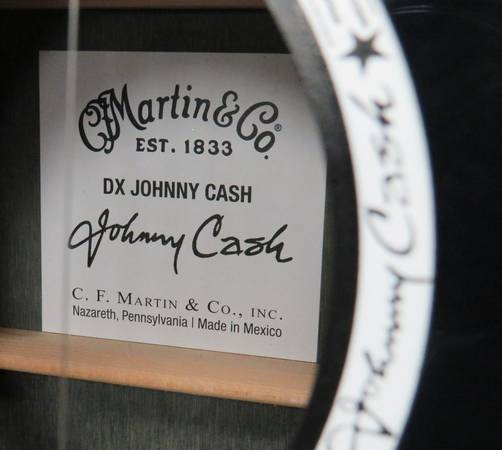 CFMartin & Co.®
EST. 1833
DX JOHNNY CASH
Johnny Cash
C. F. MARTIN & CO., INC.
Nazareth, Pennsylvania | Made in Mexico
Johnny Cash